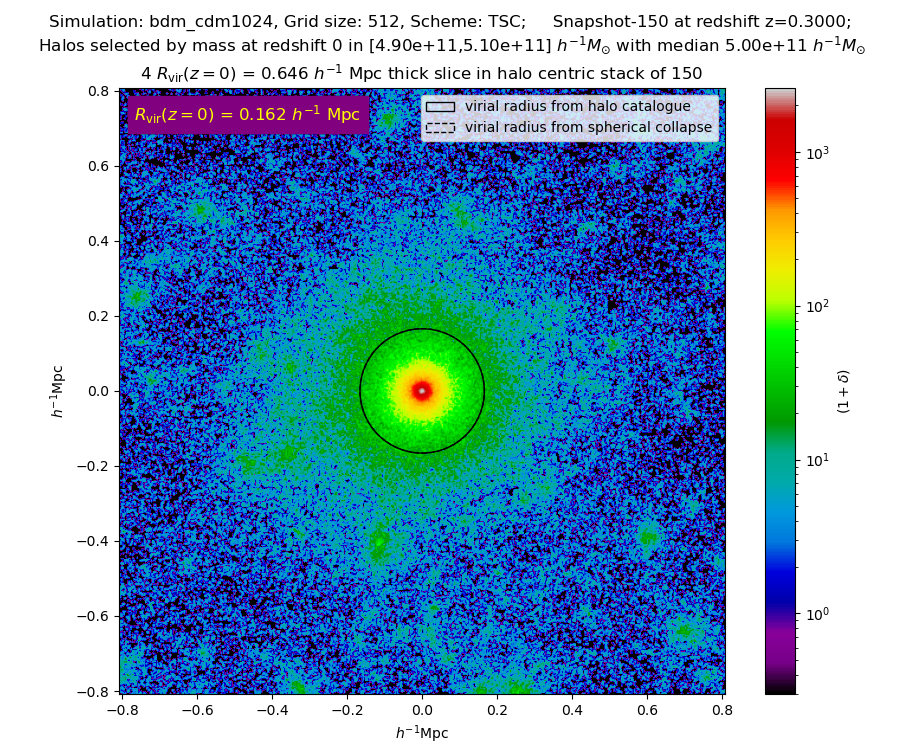 Simulation: bdm_cdm1024, Grid size: 512, Scheme: TSC;     Snapshot-150 at redshift z=0.3000;
Halos selected by mass at redshift 0 in [4.90e+11,5.10e+11] h⁻¹M⊙ with median 5.00e+11 h⁻¹M⊙
4 Rvir(z = 0) = 0.646 h⁻¹ Mpc thick slice in halo centric stack of 150
Rvir(z = 0) = 0.162 h⁻¹ Mpc
virial radius from halo catalogue
virial radius from spherical collapse
0.8
0.6
0.4
0.2
0.0
−0.2
−0.4
−0.6
−0.8
h⁻¹Mpc
−0.8 −0.6 −0.4 −0.2 0.0 0.2 0.4 0.6 0.8
h⁻¹Mpc
10³
10²
10¹
10⁰
(1 + δ)